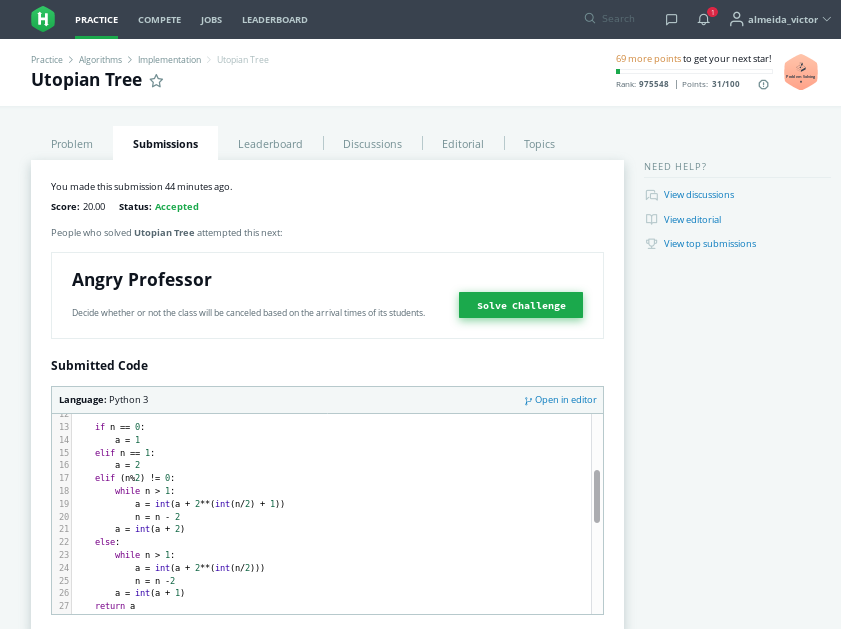 H PRACTICE COMPETE JOBS LEADERBOARD Search 1 almeida_victor
Practice > Algorithms > Implementation > Utopian Tree
Utopian Tree
69 more points to get your next star!
Rank: 975548 | Points: 31/100
Problem Solving
Problem Submissions Leaderboard Discussions Editorial Topics
You made this submission 44 minutes ago.
Score: 20.00 Status: Accepted
People who solved Utopian Tree attempted this next:
Angry Professor
Decide whether or not the class will be canceled based on the arrival times of its students.
Solve Challenge
Submitted Code
Language: Python 3 Open in editor
12
13     if n == 0:
14         a = 1
15     elif n == 1:
16         a = 2
17     elif (n%2) != 0:
18         while n > 1:
19             a = int(a + 2**(int(n/2) + 1))
20             n = n - 2
21         a = int(a + 2)
22     else:
23         while n > 1:
24             a = int(a + 2**(int(n/2)))
25             n = n -2
26         a = int(a + 1)
27     return a
NEED HELP?
View discussions
View editorial
View top submissions